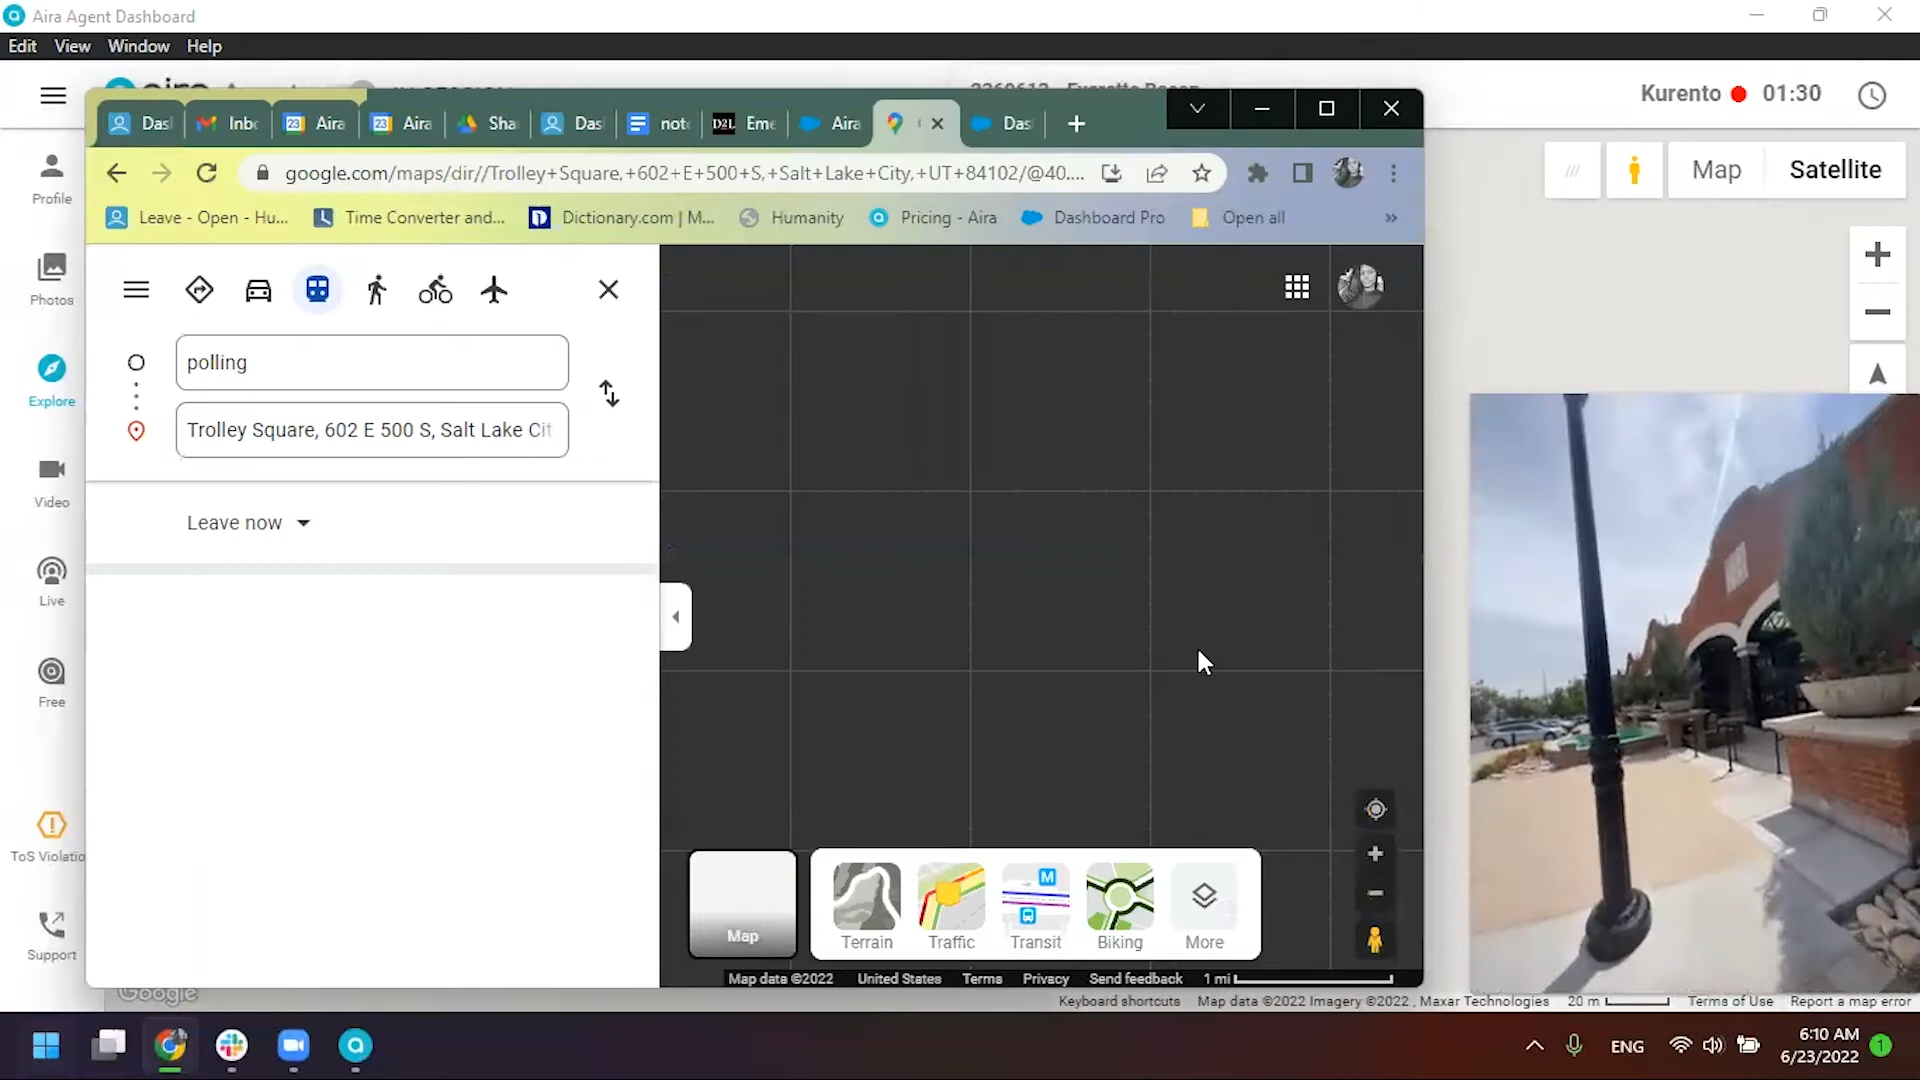 Aira Agent Dashboard
Edit View Window Help
Kurento 01:30
Das Inb Aira Aira Sha Das not D2L Eme Aira Das
google.com/maps/dir//Trolley+Square,+602+E+500+S,+Salt+Lake+City,+UT+84102/@40....
Leave - Open - Hu... Time Converter and... Dictionary.com | M... Humanity Pricing - Aira Dashboard Pro Open all »
Map Satellite
Profile
Photos
Explore
Video
Live
Free
ToS Violatio
Support
polling
Trolley Square, 602 E 500 S, Salt Lake Cit
Leave now
Map
Terrain Traffic Transit Biking More
Map data ©2022 United States Terms Privacy Send feedback 1 mi
Google
Keyboard shortcuts Map data ©2022 Imagery ©2022 , Maxar Technologies 20 m Terms of Use Report a map error
ENG
6:10 AM
6/23/2022
1